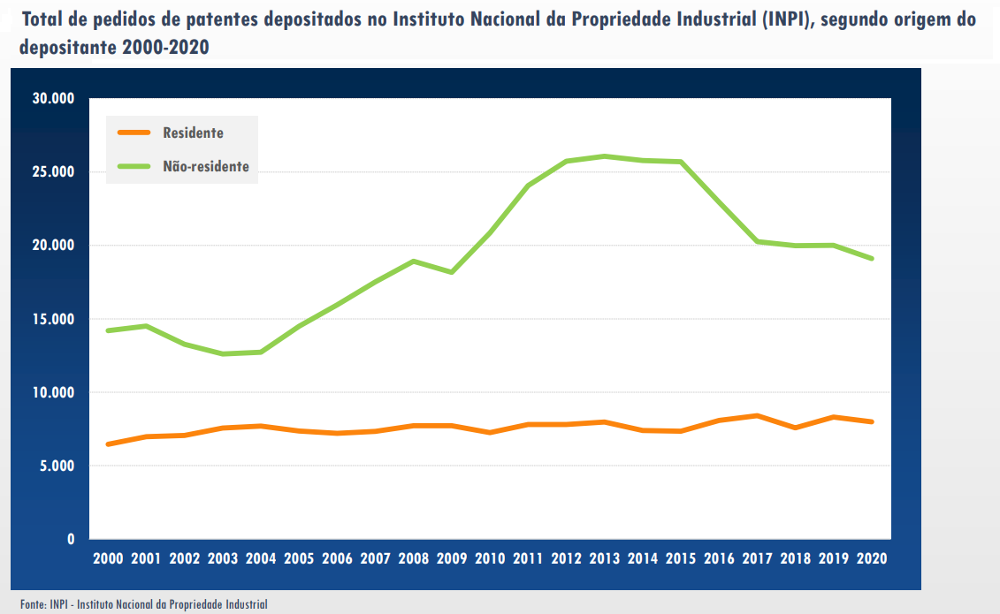 Total de pedidos de patentes depositados no Instituto Nacional da Propriedade Industrial (INPI), segundo origem do
depositante 2000-2020
30.000
Residente
Não-residente
25.000
20.000
15.000
10.000
5.000
0
2000 2001 2002 2003 2004 2005 2006 2007 2008 2009 2010 2011 2012 2013 2014 2015 2016 2017 2018 2019 2020
Fonte: INPI - Instituto Nacional da Propriedade Industrial